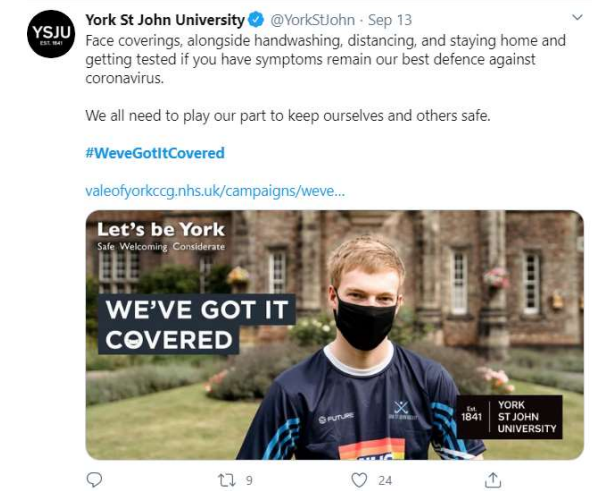 YSJU
EST. 1841
York St John University @YorkStJohn · Sep 13
Face coverings, alongside handwashing, distancing, and staying home and
getting tested if you have symptoms remain our best defence against
coronavirus.
We all need to play our part to keep ourselves and others safe.
#WeveGotItCovered
valeofyorkccg.nhs.uk/campaigns/weve...
Let's be York
Safe Welcoming Considerate
WE'VE GOT IT
COVERED
FUTURE
Est.
1841
YORK
ST JOHN
UNIVERSITY
9
24